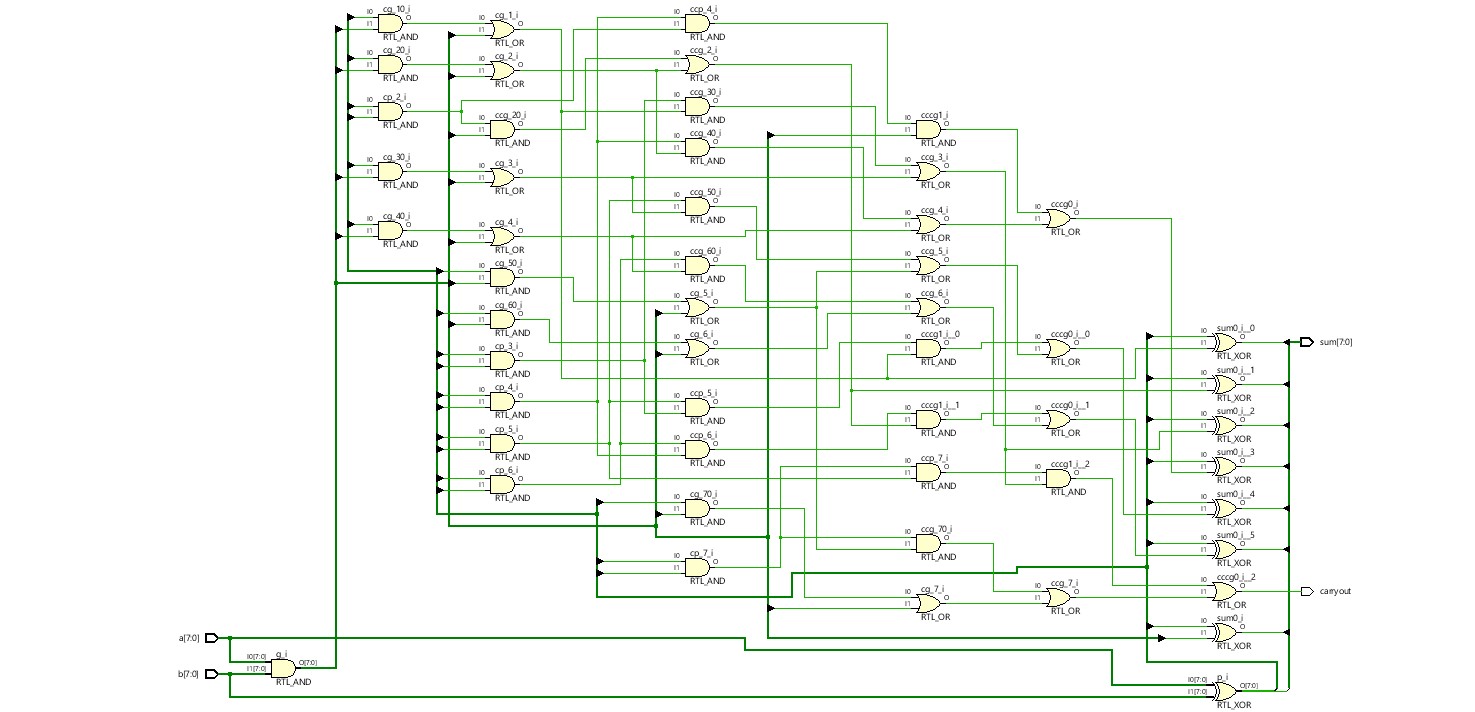 cg_10_i
I0
I1
O
RTL_AND
cg_20_i
I0
I1
O
RTL_AND
cp_2_i
I0
I1
O
RTL_AND
cg_30_i
I0
I1
O
RTL_AND
cg_40_i
I0
I1
O
RTL_AND
cg_1_i
I0
I1
O
RTL_OR
cg_2_i
I0
I1
O
RTL_OR
ccg_20_i
I0
I1
O
RTL_AND
cg_3_i
I0
I1
O
RTL_OR
cg_4_i
I0
I1
O
RTL_OR
cg_50_i
I0
I1
O
RTL_AND
cg_60_i
I0
I1
O
RTL_AND
cp_3_i
I0
I1
O
RTL_AND
cp_4_i
I0
I1
O
RTL_AND
cp_5_i
I0
I1
O
RTL_AND
cp_6_i
I0
I1
O
RTL_AND
ccp_4_i
I0
I1
O
RTL_AND
ccg_2_i
I0
I1
O
RTL_OR
ccg_30_i
I0
I1
O
RTL_AND
ccg_40_i
I0
I1
O
RTL_AND
ccg_50_i
I0
I1
O
RTL_AND
ccg_60_i
I0
I1
O
RTL_AND
cg_5_i
I0
I1
O
RTL_OR
cg_6_i
I0
I1
O
RTL_OR
ccp_5_i
I0
I1
O
RTL_AND
ccp_6_i
I0
I1
O
RTL_AND
cg_70_i
I0
I1
O
RTL_AND
cp_7_i
I0
I1
O
RTL_AND
cccg1_i
I0
I1
O
RTL_AND
ccg_3_i
I0
I1
O
RTL_OR
ccg_4_i
I0
I1
O
RTL_OR
ccg_5_i
I0
I1
O
RTL_OR
ccg_6_i
I0
I1
O
RTL_OR
cccg1_i__0
I0
I1
O
RTL_AND
cccg1_i__1
I0
I1
O
RTL_AND
ccp_7_i
I0
I1
O
RTL_AND
ccg_70_i
I0
I1
O
RTL_AND
cg_7_i
I0
I1
O
RTL_OR
cccg0_i
I0
I1
O
RTL_OR
cccg0_i__0
I0
I1
O
RTL_OR
cccg0_i__1
I0
I1
O
RTL_OR
cccg1_i__2
I0
I1
O
RTL_AND
ccg_7_i
I0
I1
O
RTL_OR
sum0_i__0
I0
I1
O
RTL_XOR
sum0_i__1
I0
I1
O
RTL_XOR
sum0_i__2
I0
I1
O
RTL_XOR
sum0_i__3
I0
I1
O
RTL_XOR
sum0_i__4
I0
I1
O
RTL_XOR
sum0_i__5
I0
I1
O
RTL_XOR
cccg0_i__2
I0
I1
O
RTL_OR
sum0_i
I0
I1
O
RTL_XOR
sum[7:0]
carryout
a[7:0]
b[7:0]
g_i
I0[7:0]
I1[7:0]
O[7:0]
RTL_AND
p_i
I0[7:0]
I1[7:0]
O[7:0]
RTL_XOR